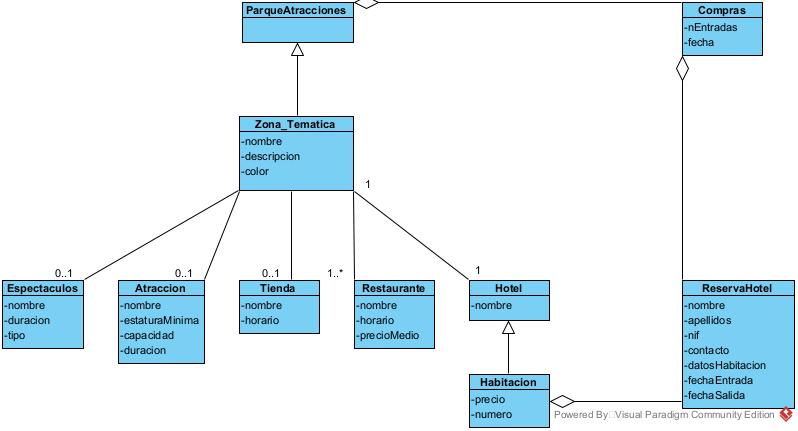 ParqueAtracciones
Compras
-nEntradas
-fecha
Zona_Tematica
-nombre
-descripcion
-color
1
0..1
0..1
0..1
1..*
1
Espectaculos
-nombre
-duracion
-tipo
Atraccion
-nombre
-estaturaMinima
-capacidad
-duracion
Tienda
-nombre
-horario
Restaurante
-nombre
-horario
-precioMedio
Hotel
-nombre
ReservaHotel
-nombre
-apellidos
-nif
-contacto
-datosHabitacion
-fechaEntrada
-fechaSalida
Habitacion
-precio
-numero
Powered By Visual Paradigm Community Edition